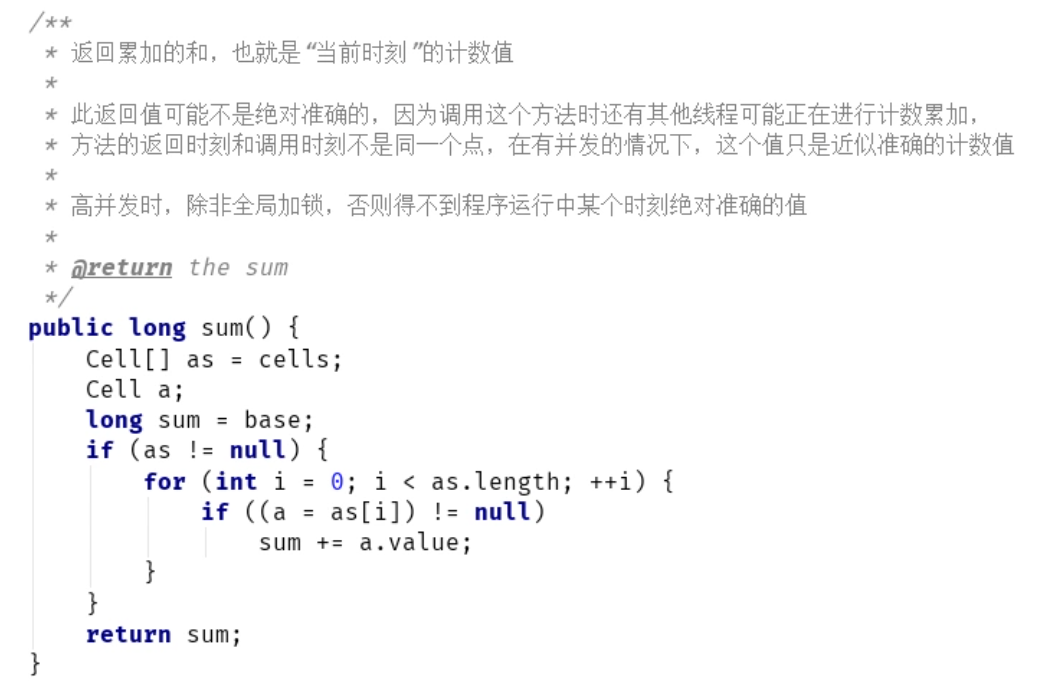 /**
 * 返回累加的和，也就是“当前时刻”的计数值
 *
 * 此返回值可能不是绝对准确的，因为调用这个方法时还有其他线程可能正在进行计数累加，
 * 方法的返回时刻和调用时刻不是同一个点，在有并发的情况下，这个值只是近似准确的计数值
 *
 * 高并发时，除非全局加锁，否则得不到程序运行中某个时刻绝对准确的值
 *
 * @return the sum
 */
public long sum() {
    Cell[] as = cells;
    Cell a;
    long sum = base;
    if (as != null) {
        for (int i = 0; i < as.length; ++i) {
            if ((a = as[i]) != null)
                sum += a.value;
        }
    }
    return sum;
}